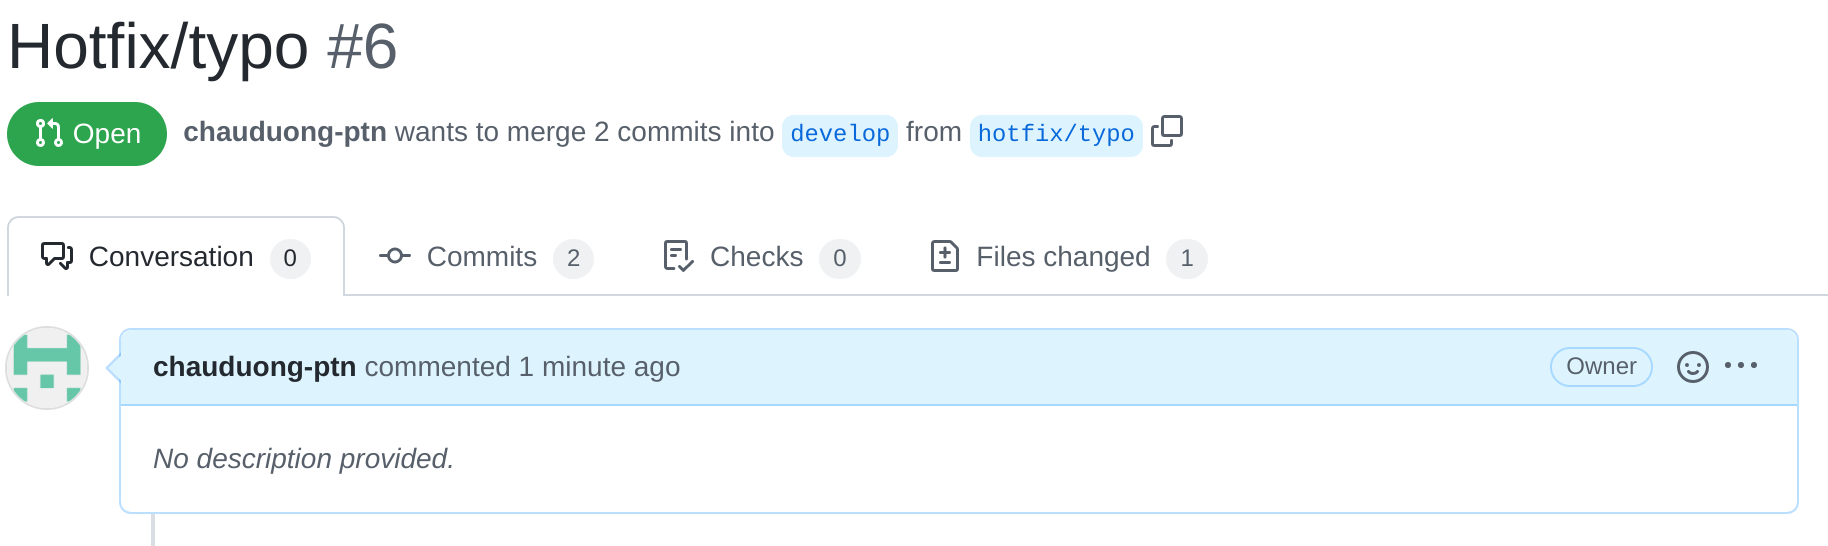 Hotfix/typo #6
Open chauduong-ptn wants to merge 2 commits into develop from hotfix/typo
Conversation 0 Commits 2 Checks 0 Files changed 1
chauduong-ptn commented 1 minute ago Owner
No description provided.